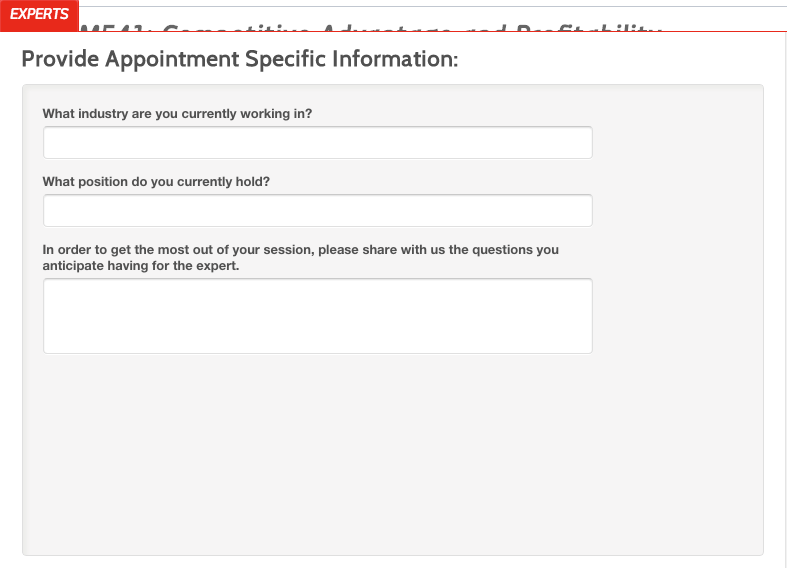 EXPERTS
Competitive Advantage and Profitability
Provide Appointment Specific Information:
What industry are you currently working in?
What position do you currently hold?
In order to get the most out of your session, please share with us the questions you
anticipate having for the expert.